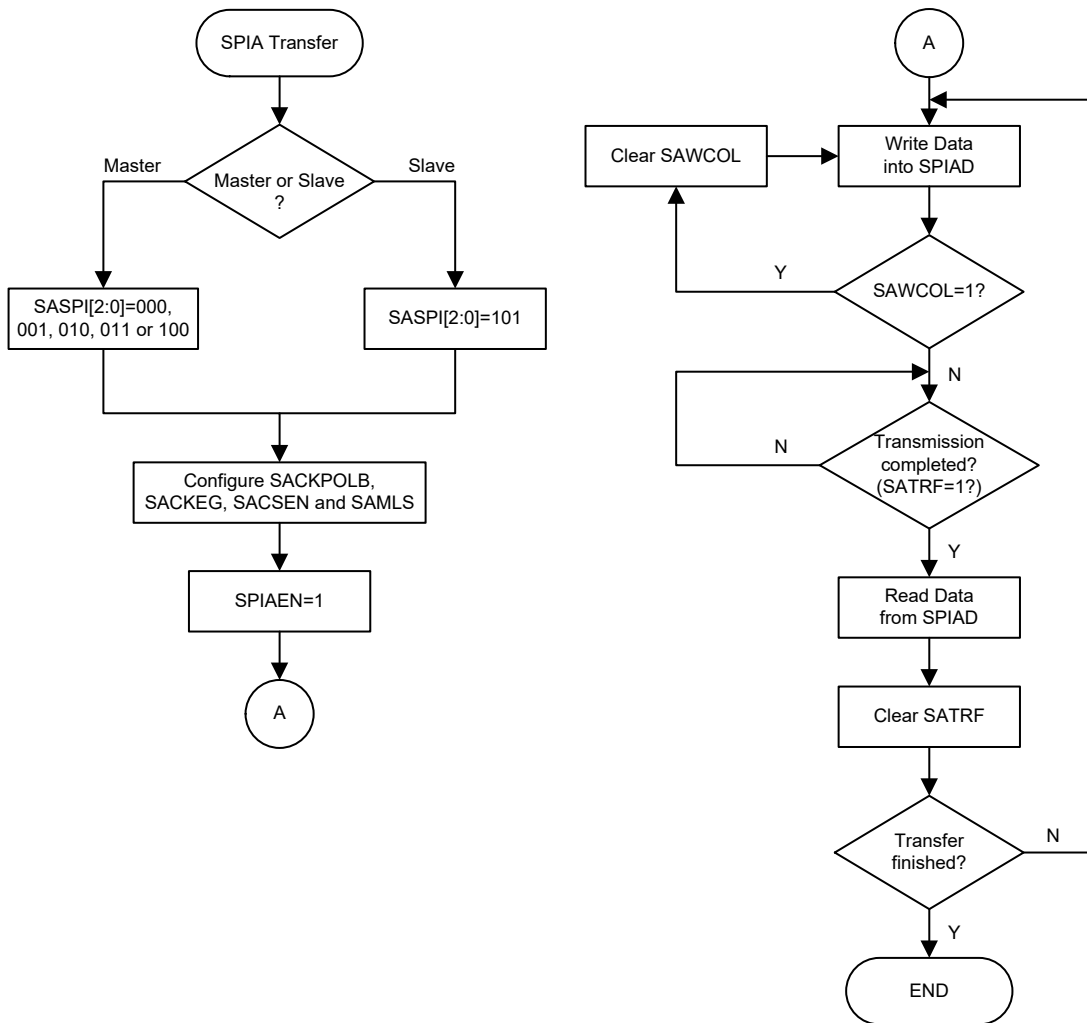 SPIA Transfer
Master
Master or Slave
?
Slave
SASPI[2:0]=000,
001, 010, 011 or 100
SASPI[2:0]=101
Configure SACKPOLB,
SACKEG, SACSEN and SAMLS
SPIAEN=1
A
A
Clear SAWCOL
Write Data
into SPIAD
Y
SAWCOL=1?
N
N
Transmission
completed?
(SATRF=1?)
Y
Read Data
from SPIAD
Clear SATRF
Transfer
finished?
N
Y
END